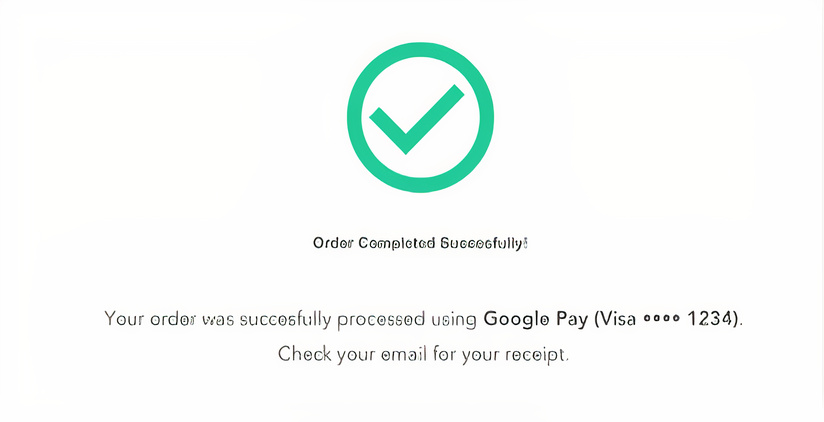 Order Completed Successfully!
Your order was succesfully processed using Google Pay (Visa •••• 1234).
Check your email for your receipt.